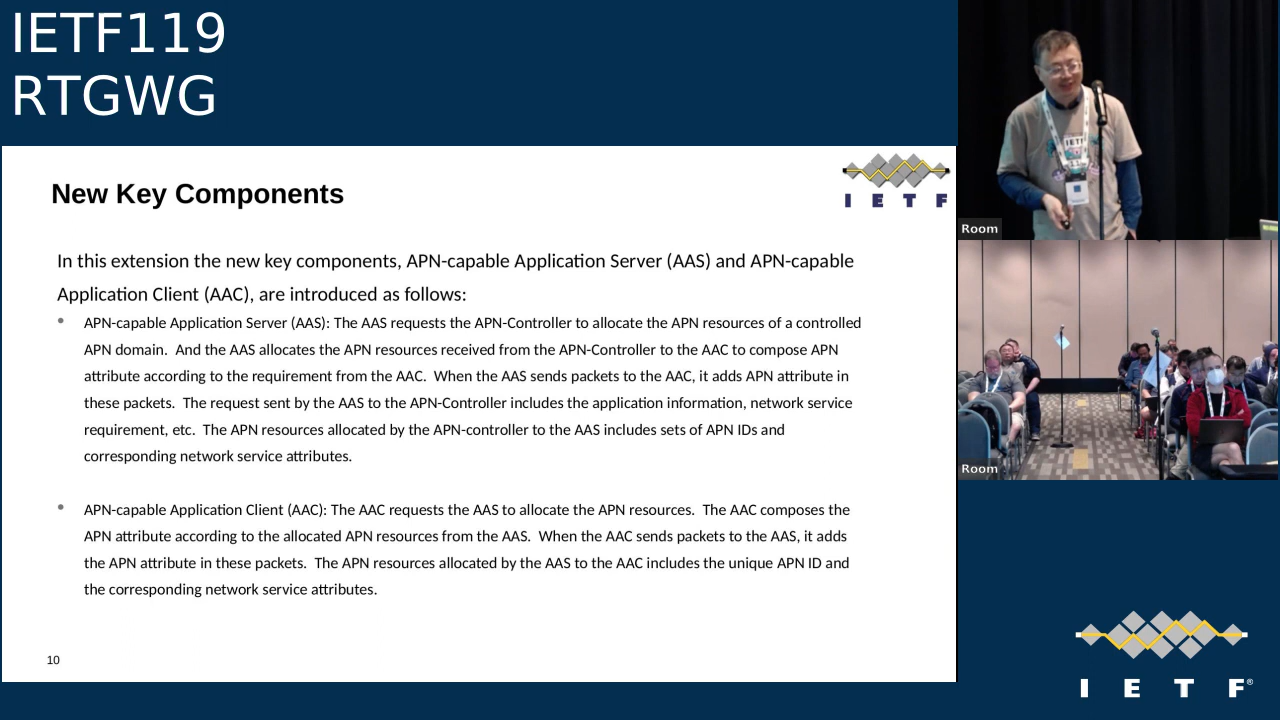 IETF119
RTGWG
New Key Components
I E T F
In this extension the new key components, APN-capable Application Server (AAS) and APN-capable
Application Client (AAC), are introduced as follows:
• APN-capable Application Server (AAS): The AAS requests the APN-Controller to allocate the APN resources of a controlled
APN domain.  And the AAS allocates the APN resources received from the APN-Controller to the AAC to compose APN
attribute according to the requirement from the AAC.  When the AAS sends packets to the AAC, it adds APN attribute in
these packets.  The request sent by the AAS to the APN-Controller includes the application information, network service
requirement, etc.  The APN resources allocated by the APN-controller to the AAS includes sets of APN IDs and
corresponding network service attributes.
• APN-capable Application Client (AAC): The AAC requests the AAS to allocate the APN resources.  The AAC composes the
APN attribute according to the allocated APN resources from the AAS.  When the AAC sends packets to the AAS, it adds
the APN attribute in these packets.  The APN resources allocated by the AAS to the AAC includes the unique APN ID and
the corresponding network service attributes.
10
IETF
Room
Room
I E T F®